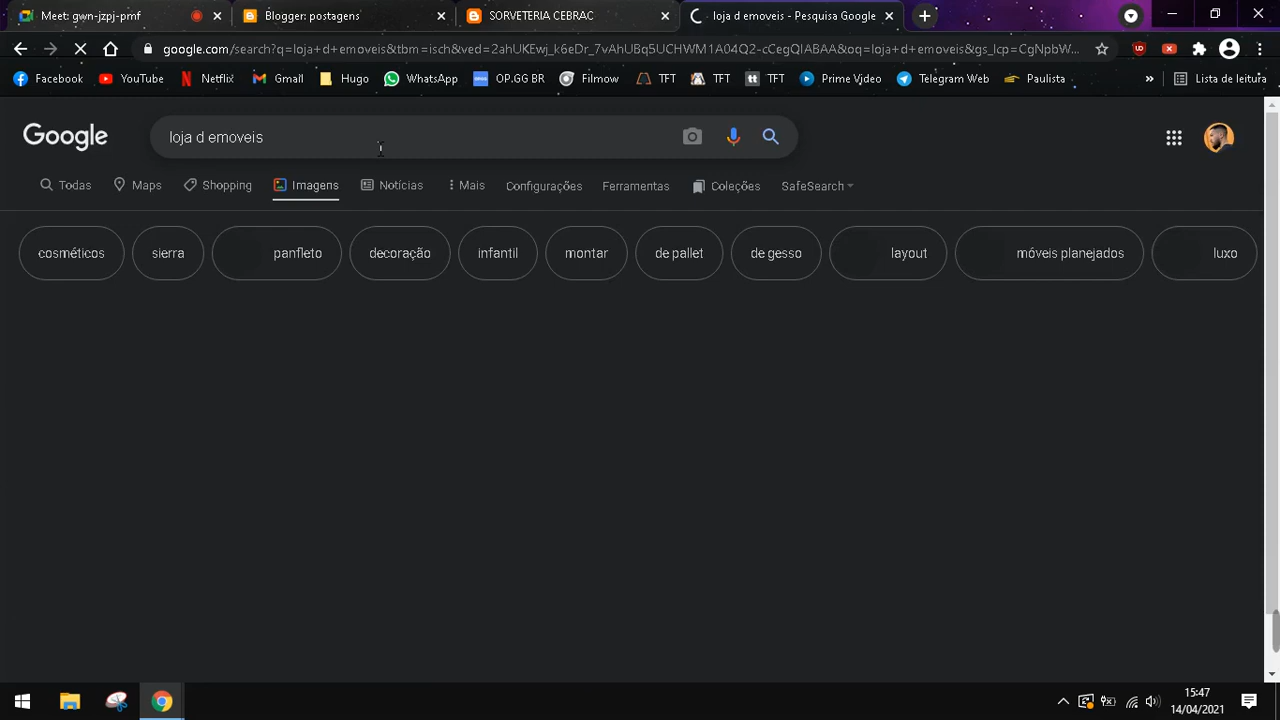 Meet: gwn-jzpj-pmf
Blogger: postagens
SORVETERIA CEBRAC
loja d emoveis - Pesquisa Google
google.com/search?q=loja+d+emoveis&tbm=isch&ved=2ahUKEwj_k6eDr_7vAhUBq5UCHWM1A04Q2-cCegQIABAA&oq=loja+d+emoveis&gs_lcp=CgNpbW...
Facebook YouTube Netflix Gmail Hugo WhatsApp OP.GG BR Filmow TFT TFT TFT Prime Video Telegram Web Paulista » Lista de leitura
Google
loja d emoveis
Todas Maps Shopping Imagens Notícias Mais Configurações Ferramentas Coleções SafeSearch
cosméticos sierra panfleto decoração infantil montar de pallet de gesso layout móveis planejados luxo
15:47
14/04/2021